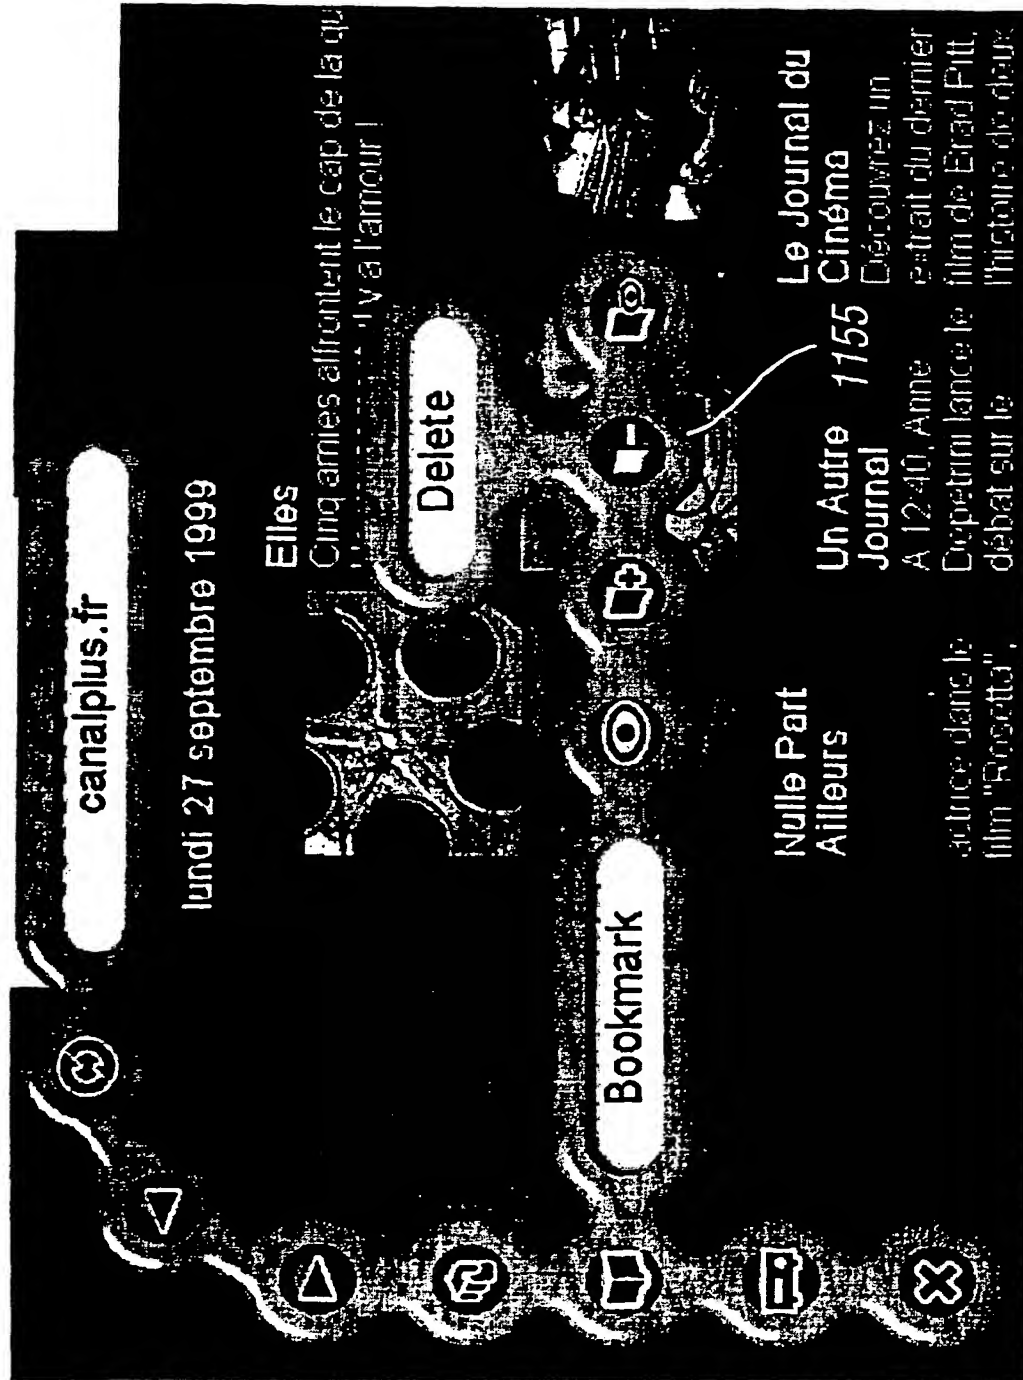 canalplus.fr
lundi 27 septembre 1999
Elles
Cinq amies affrontent le cap de la qu
y a l'amour !
Delete
Bookmark
1155
Nulle Part
Ailleurs
actrice dans le
film "Rosetta",
Un Autre
Journal
A 12:40, Anne
Dopetrini lance le
débat sur le
Le Journal du
Cinéma
Découvrez un
extrait du dernier
film de Brad Pitt,
l'histoire de deux